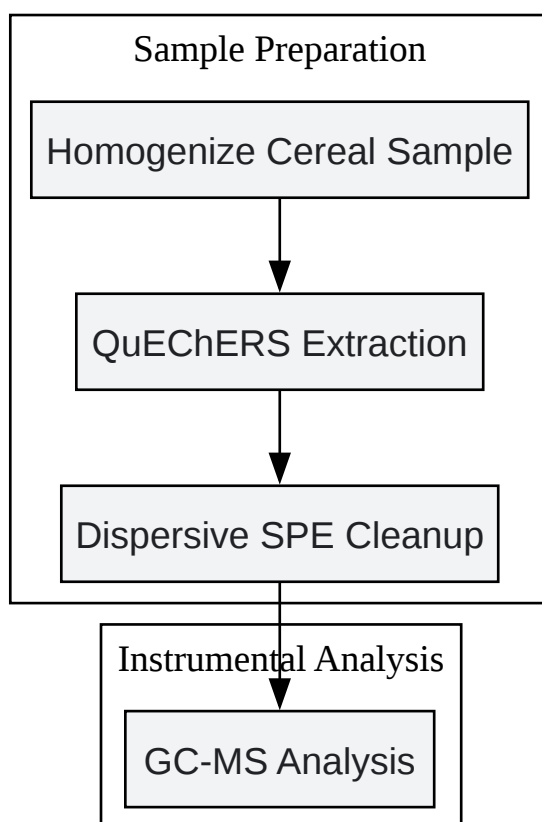 Sample Preparation
Homogenize Cereal Sample
QuEChERS Extraction
Dispersive SPE Cleanup
Instrumental Analysis
GC-MS Analysis